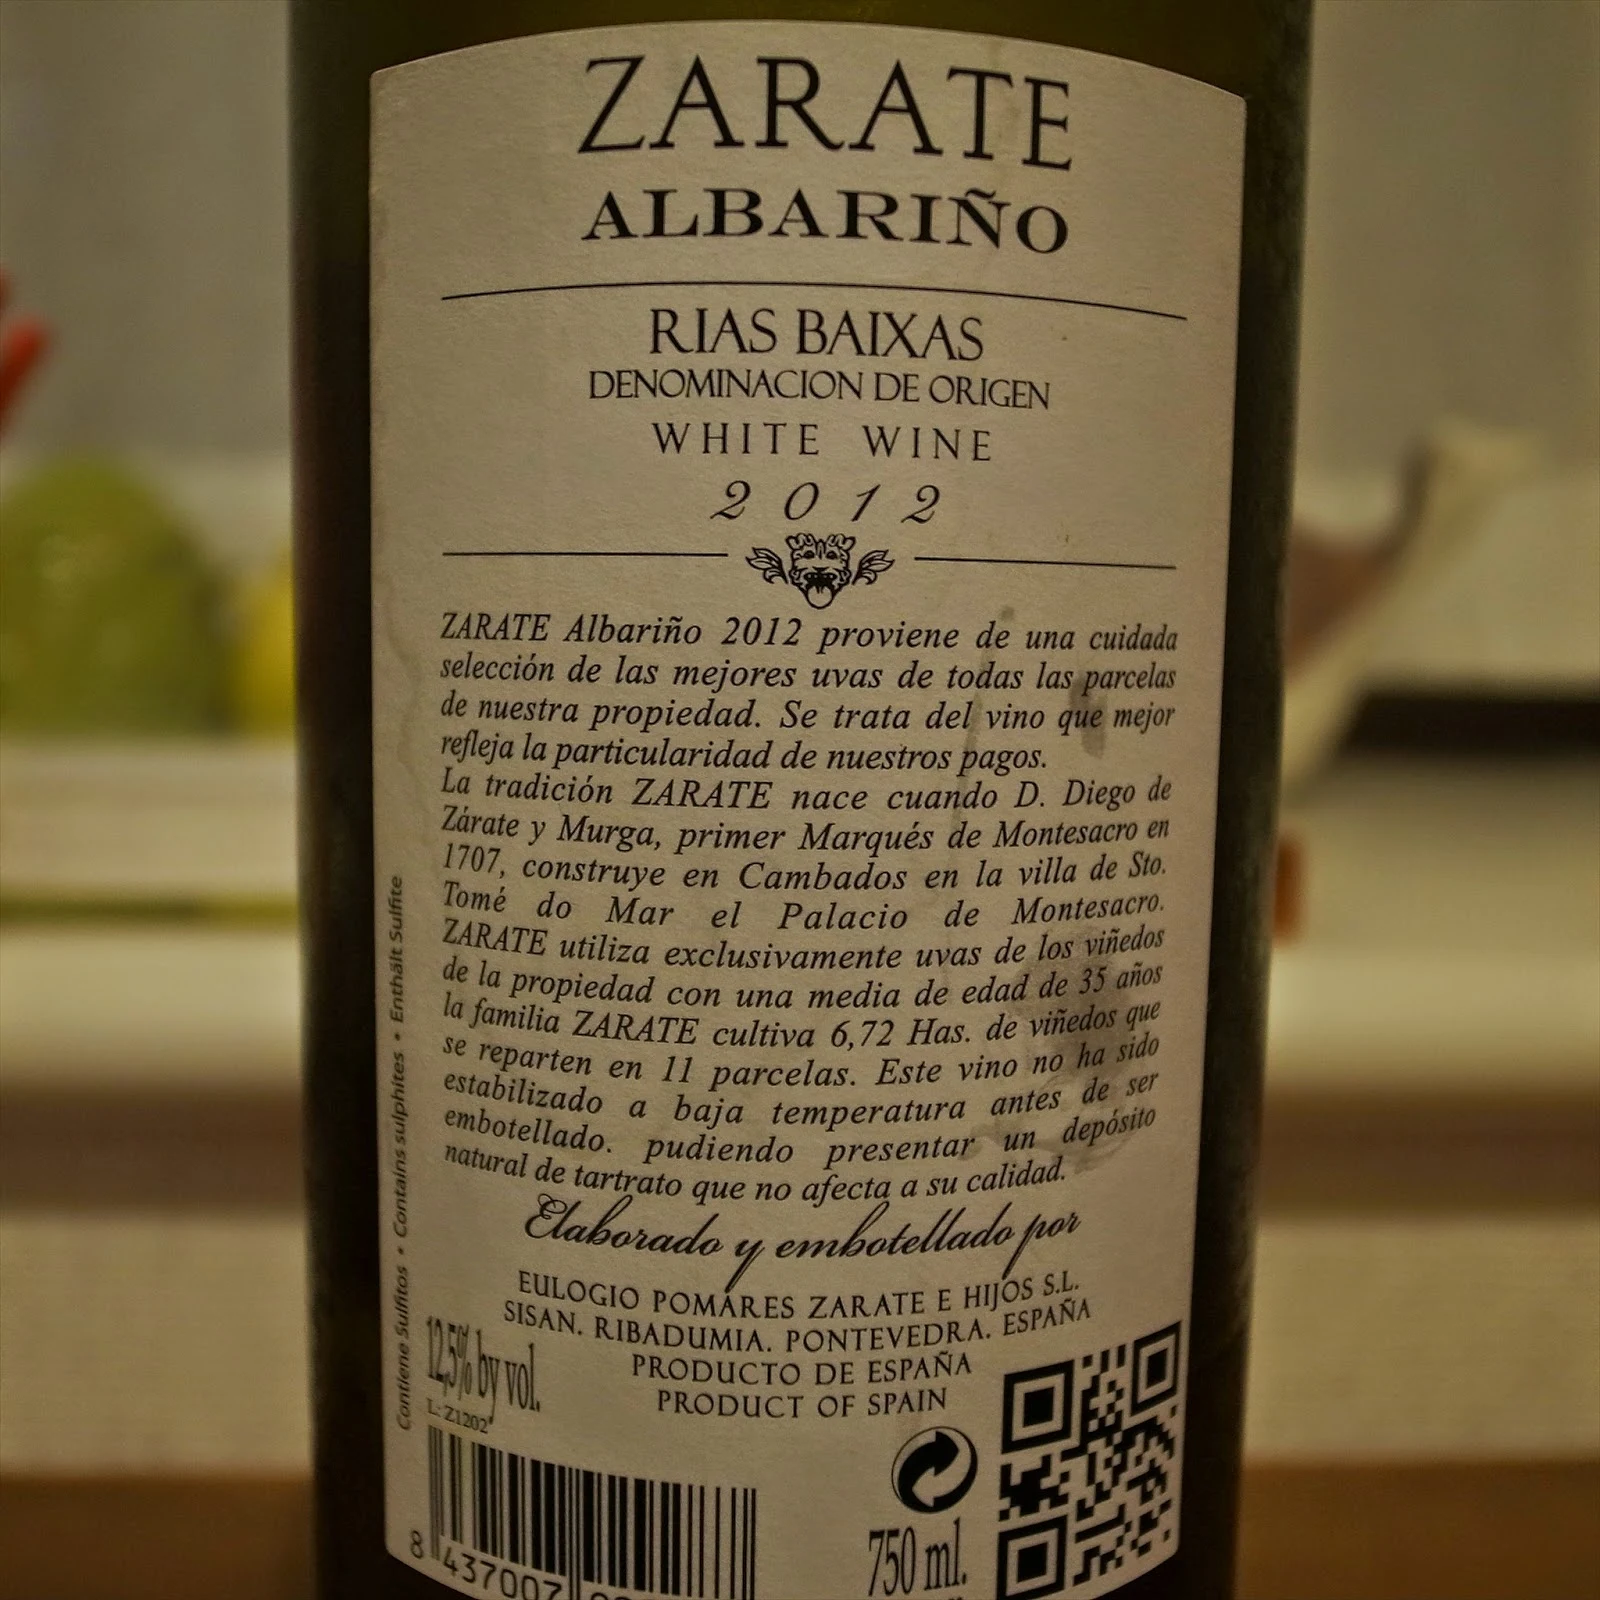 ZARATE
ALBARIÑO
RIAS BAIXAS
DENOMINACION DE ORIGEN
WHITE WINE
2012
ZARATE Albariño 2012 proviene de una cuidada
selección de las mejores uvas de todas las parcelas
de nuestra propiedad. Se trata del vino que mejor
refleja la particularidad de nuestros pagos.
La tradición ZARATE nace cuando D. Diego de
Zárate y Murga, primer Marqués de Montesacro en
1707, construye en Cambados en la villa de Sto.
Tomé do Mar el Palacio de Montesacro.
ZARATE utiliza exclusivamente uvas de los viñedos
de la propiedad con una media de edad de 35 años
la familia ZARATE cultiva 6,72 Has. de viñedos que
se reparten en 11 parcelas. Este vino no ha sido
estabilizado a baja temperatura antes de ser
embotellado. pudiendo presentar un depósito
natural de tartrato que no afecta a su calidad.
Elaborado y embotellado por
EULOGIO POMARES ZARATE E HIJOS S.L.
SISAN. RIBADUMIA. PONTEVEDRA. ESPAÑA
PRODUCTO DE ESPAÑA
PRODUCT OF SPAIN
12,5% by vol.
L: Z1202
Contiene Sulfitos • Contains sulphites • Enthält Sulfite
750 ml.
8 437007